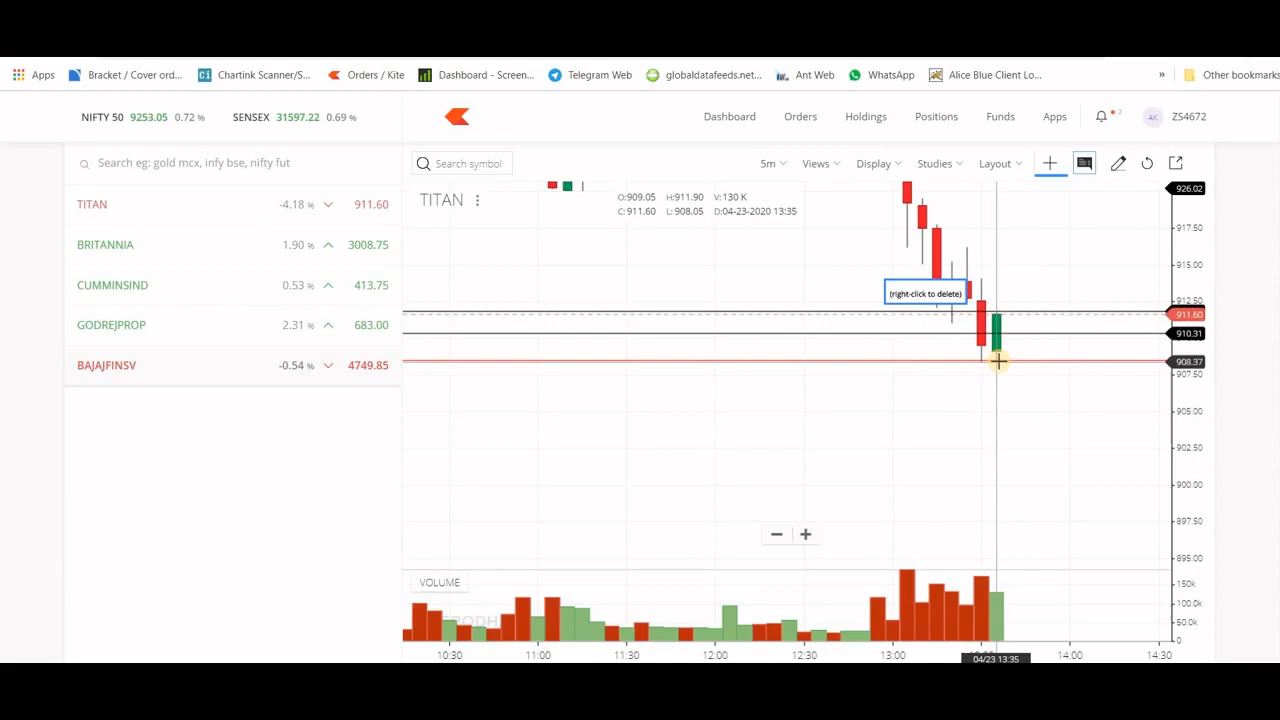 Apps Bracket / Cover ord... Chartink Scanner/S... Orders / Kite Dashboard - Screen... Telegram Web globaldatafeeds.net... Ant Web WhatsApp Alice Blue Client Lo... » Other bookmarks
NIFTY 50 9253.05 0.72 % SENSEX 31597.22 0.69 %
Dashboard Orders Holdings Positions Funds Apps 2 AK ZS4672
Search eg: gold mcx, infy bse, nifty fut
Search symbol 5m Views Display Studies Layout
TITAN -4.18 % 911.60
BRITANNIA 1.90 % 3008.75
CUMMINSIND 0.53 % 413.75
GODREJPROP 2.31 % 683.00
BAJAJFINSV -0.54 % 4749.85
TITAN
O:909.05 H:911.90 V:130 K
C:911.60 L:908.05 D:04-23-2020 13:35
(right-click to delete)
926.02
917.50
915.00
912.50
911.60
910.31
908.37
907.50
905.00
902.50
900.00
897.50
895.00
VOLUME
150k
100.0k
50.0k
0
10:30 11:00 11:30 12:00 12:30 13:00 14:00 14:30
04/23 13:35